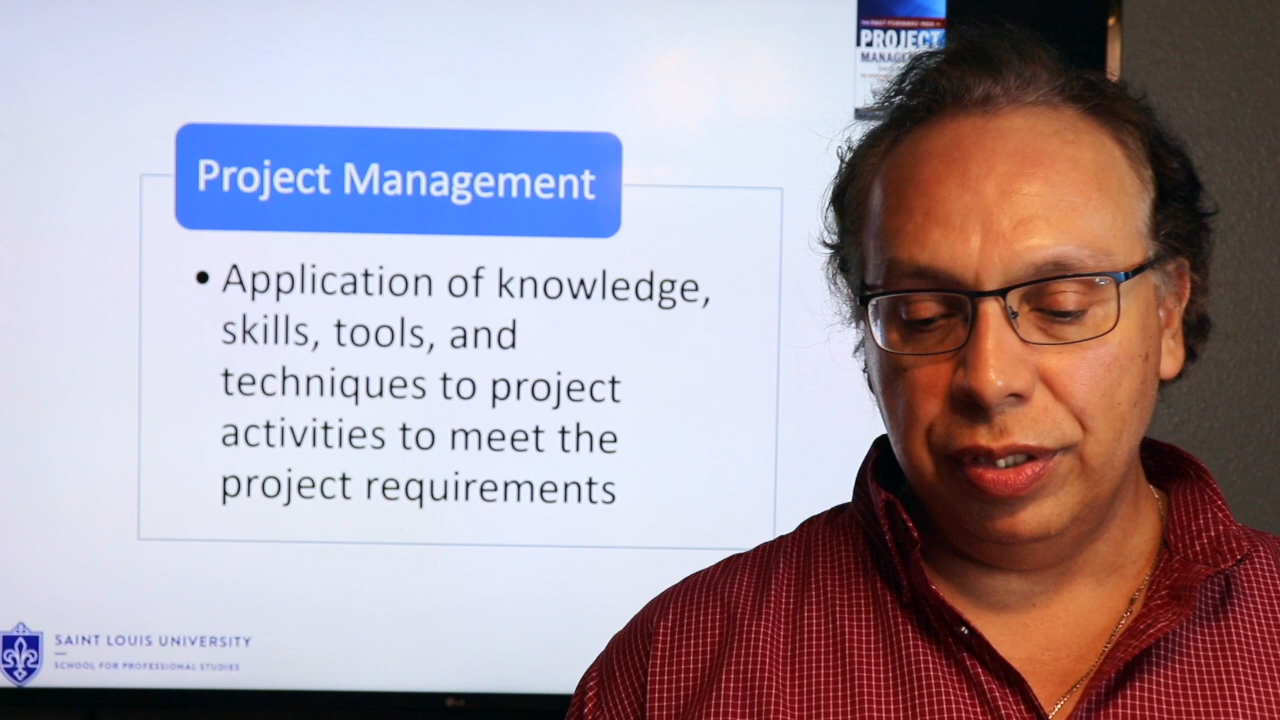 PROJECT
Project Management
• Application of knowledge,
skills, tools, and
techniques to project
activities to meet the
project requirements
SAINT LOUIS UNIVERSITY
SCHOOL FOR PROFESSIONAL STUDIES
LG